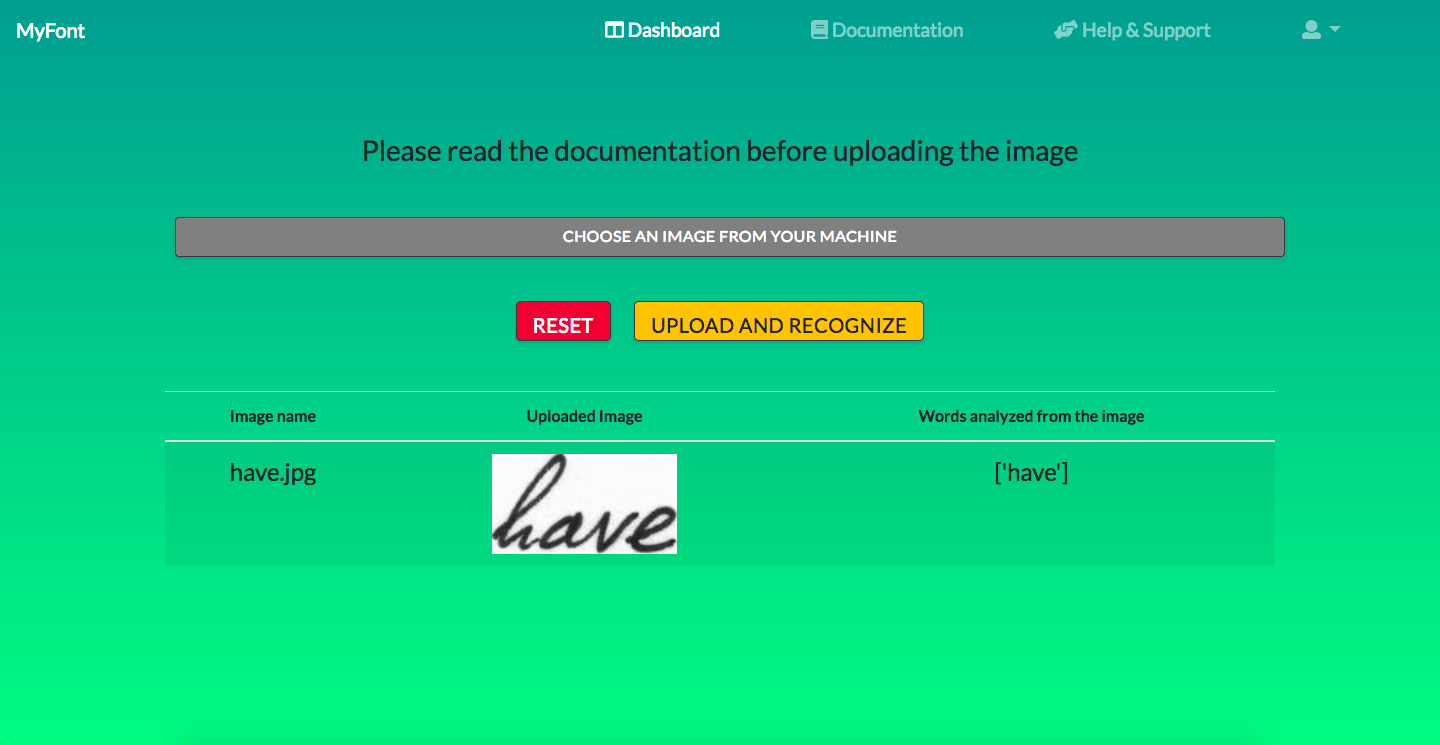 MyFont Dashboard Documentation Help & Support
Please read the documentation before uploading the image
CHOOSE AN IMAGE FROM YOUR MACHINE
RESET UPLOAD AND RECOGNIZE
Image name Uploaded Image Words analyzed from the image
have.jpg have ['have']